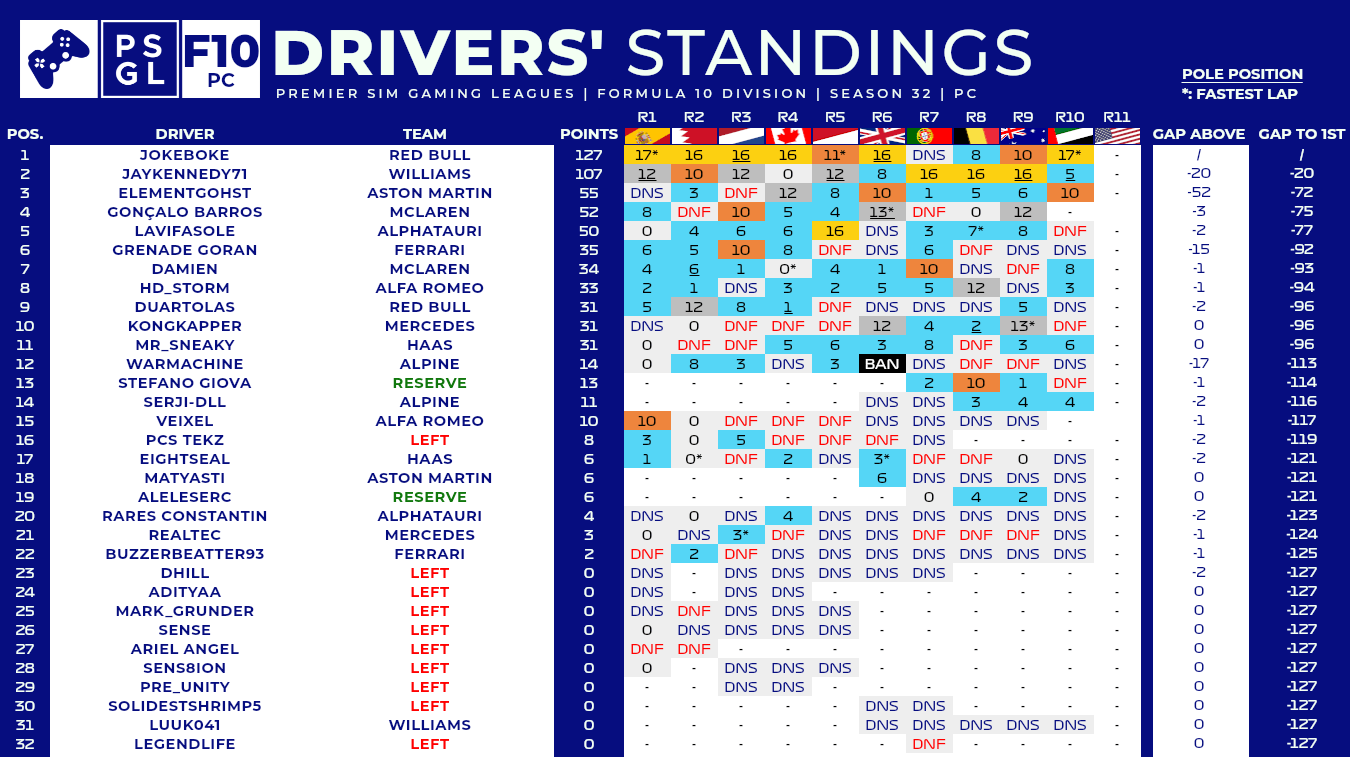 PS GL
F10 PC
DRIVERS' STANDINGS
PREMIER SIM GAMING LEAGUES | FORMULA 10 DIVISION | SEASON 32 | PC
POLE POSITION
*: FASTEST LAP
R1 R2 R3 R4 R5 R6 R7 R8 R9 R10 R11
POS. DRIVER TEAM POINTS GAP ABOVE GAP TO 1ST
1 JOKEBOKE RED BULL 127 17* 16 16 16 11* 16 DNS 8 10 17* - / /
2 JAYKENNEDY71 WILLIAMS 107 12 10 12 0 12 8 16 16 16 5 - -20 -20
3 ELEMENTGOHST ASTON MARTIN 55 DNS 3 DNF 12 8 10 1 5 6 10 - -52 -72
4 GONÇALO BARROS MCLAREN 52 8 DNF 10 5 4 13* DNF 0 12 - - -3 -75
5 LAVIFASOLE ALPHATAURI 50 0 4 6 6 16 DNS 3 7* 8 DNF - -2 -77
6 GRENADE GORAN FERRARI 35 6 5 10 8 DNF DNS 6 DNF DNS DNS - -15 -92
7 DAMIEN MCLAREN 34 4 6 1 0* 4 1 10 DNS DNF 8 - -1 -93
8 HD_STORM ALFA ROMEO 33 2 1 DNS 3 2 5 5 12 DNS 3 - -1 -94
9 DUARTOLAS RED BULL 31 5 12 8 1 DNF DNS DNS DNS 5 DNS - -2 -96
10 KONGKAPPER MERCEDES 31 DNS 0 DNF DNF DNF 12 4 2 13* DNF - 0 -96
11 MR_SNEAKY HAAS 31 0 DNF DNF 5 6 3 8 DNF 3 6 - 0 -96
12 WARMACHINE ALPINE 14 0 8 3 DNS 3 BAN DNS DNF DNF DNS - -17 -113
13 STEFANO GIOVA RESERVE 13 - - - - - - 2 10 1 DNF - -1 -114
14 SERJI-DLL ALPINE 11 - - - - - DNS DNS 3 4 4 - -2 -116
15 VEIXEL ALFA ROMEO 10 10 0 DNF DNF DNF DNS DNS DNS DNS - - -1 -117
16 PCS TEKZ LEFT 8 3 0 5 DNF DNF DNF DNS - - - - -2 -119
17 EIGHTSEAL HAAS 6 1 0* DNF 2 DNS 3* DNF DNF 0 DNS - -2 -121
18 MATYASTI ASTON MARTIN 6 - - - - - 6 DNS DNS DNS DNS - 0 -121
19 ALELESERC RESERVE 6 - - - - - - 0 4 2 DNS - 0 -121
20 RARES CONSTANTIN ALPHATAURI 4 DNS 0 DNS 4 DNS DNS DNS DNS DNS DNS - -2 -123
21 REALTEC MERCEDES 3 0 DNS 3* DNF DNS DNS DNF DNF DNF DNS - -1 -124
22 BUZZERBEATTER93 FERRARI 2 DNF 2 DNF DNS DNS DNS DNS DNS DNS DNS - -1 -125
23 DHILL LEFT 0 DNS - DNS DNS DNS DNS DNS - - - - -2 -127
24 ADITYAA LEFT 0 DNS - DNS DNS - - - - - - - 0 -127
25 MARK_GRUNDER LEFT 0 DNS DNF DNS DNS DNS - - - - - - 0 -127
26 SENSE LEFT 0 0 DNS DNS DNS DNS - - - - - - 0 -127
27 ARIEL ANGEL LEFT 0 DNF DNF - - - - - - - - - 0 -127
28 SENS8ION LEFT 0 0 - DNS DNS DNS - - - - - - 0 -127
29 PRE_UNITY LEFT 0 - - DNS DNS - - - - - - - 0 -127
30 SOLIDESTSHRIMP5 LEFT 0 - - - - - DNS DNS - - - - 0 -127
31 LUUK041 WILLIAMS 0 - - - - - DNS DNS DNS DNS DNS - 0 -127
32 LEGENDLIFE LEFT 0 - - - - - - DNF - - - - 0 -127